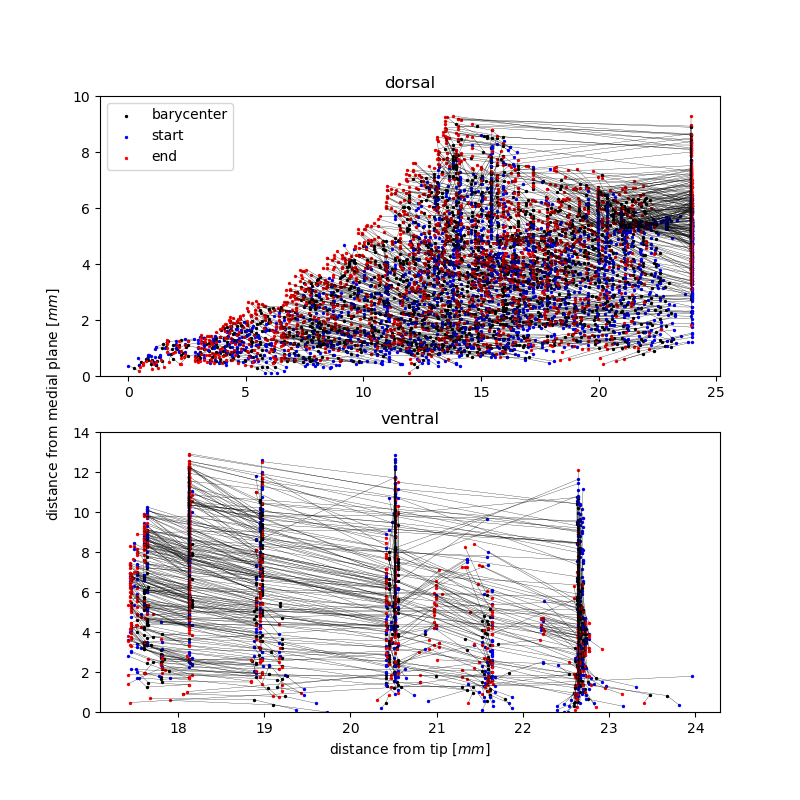 dorsal
10
8
6
4
2
0
barycenter
start
end
0 5 10 15 20 25
distance from medial plane [mm]
ventral
14
12
10
8
6
4
2
0
18 19 20 21 22 23 24
distance from tip [mm]